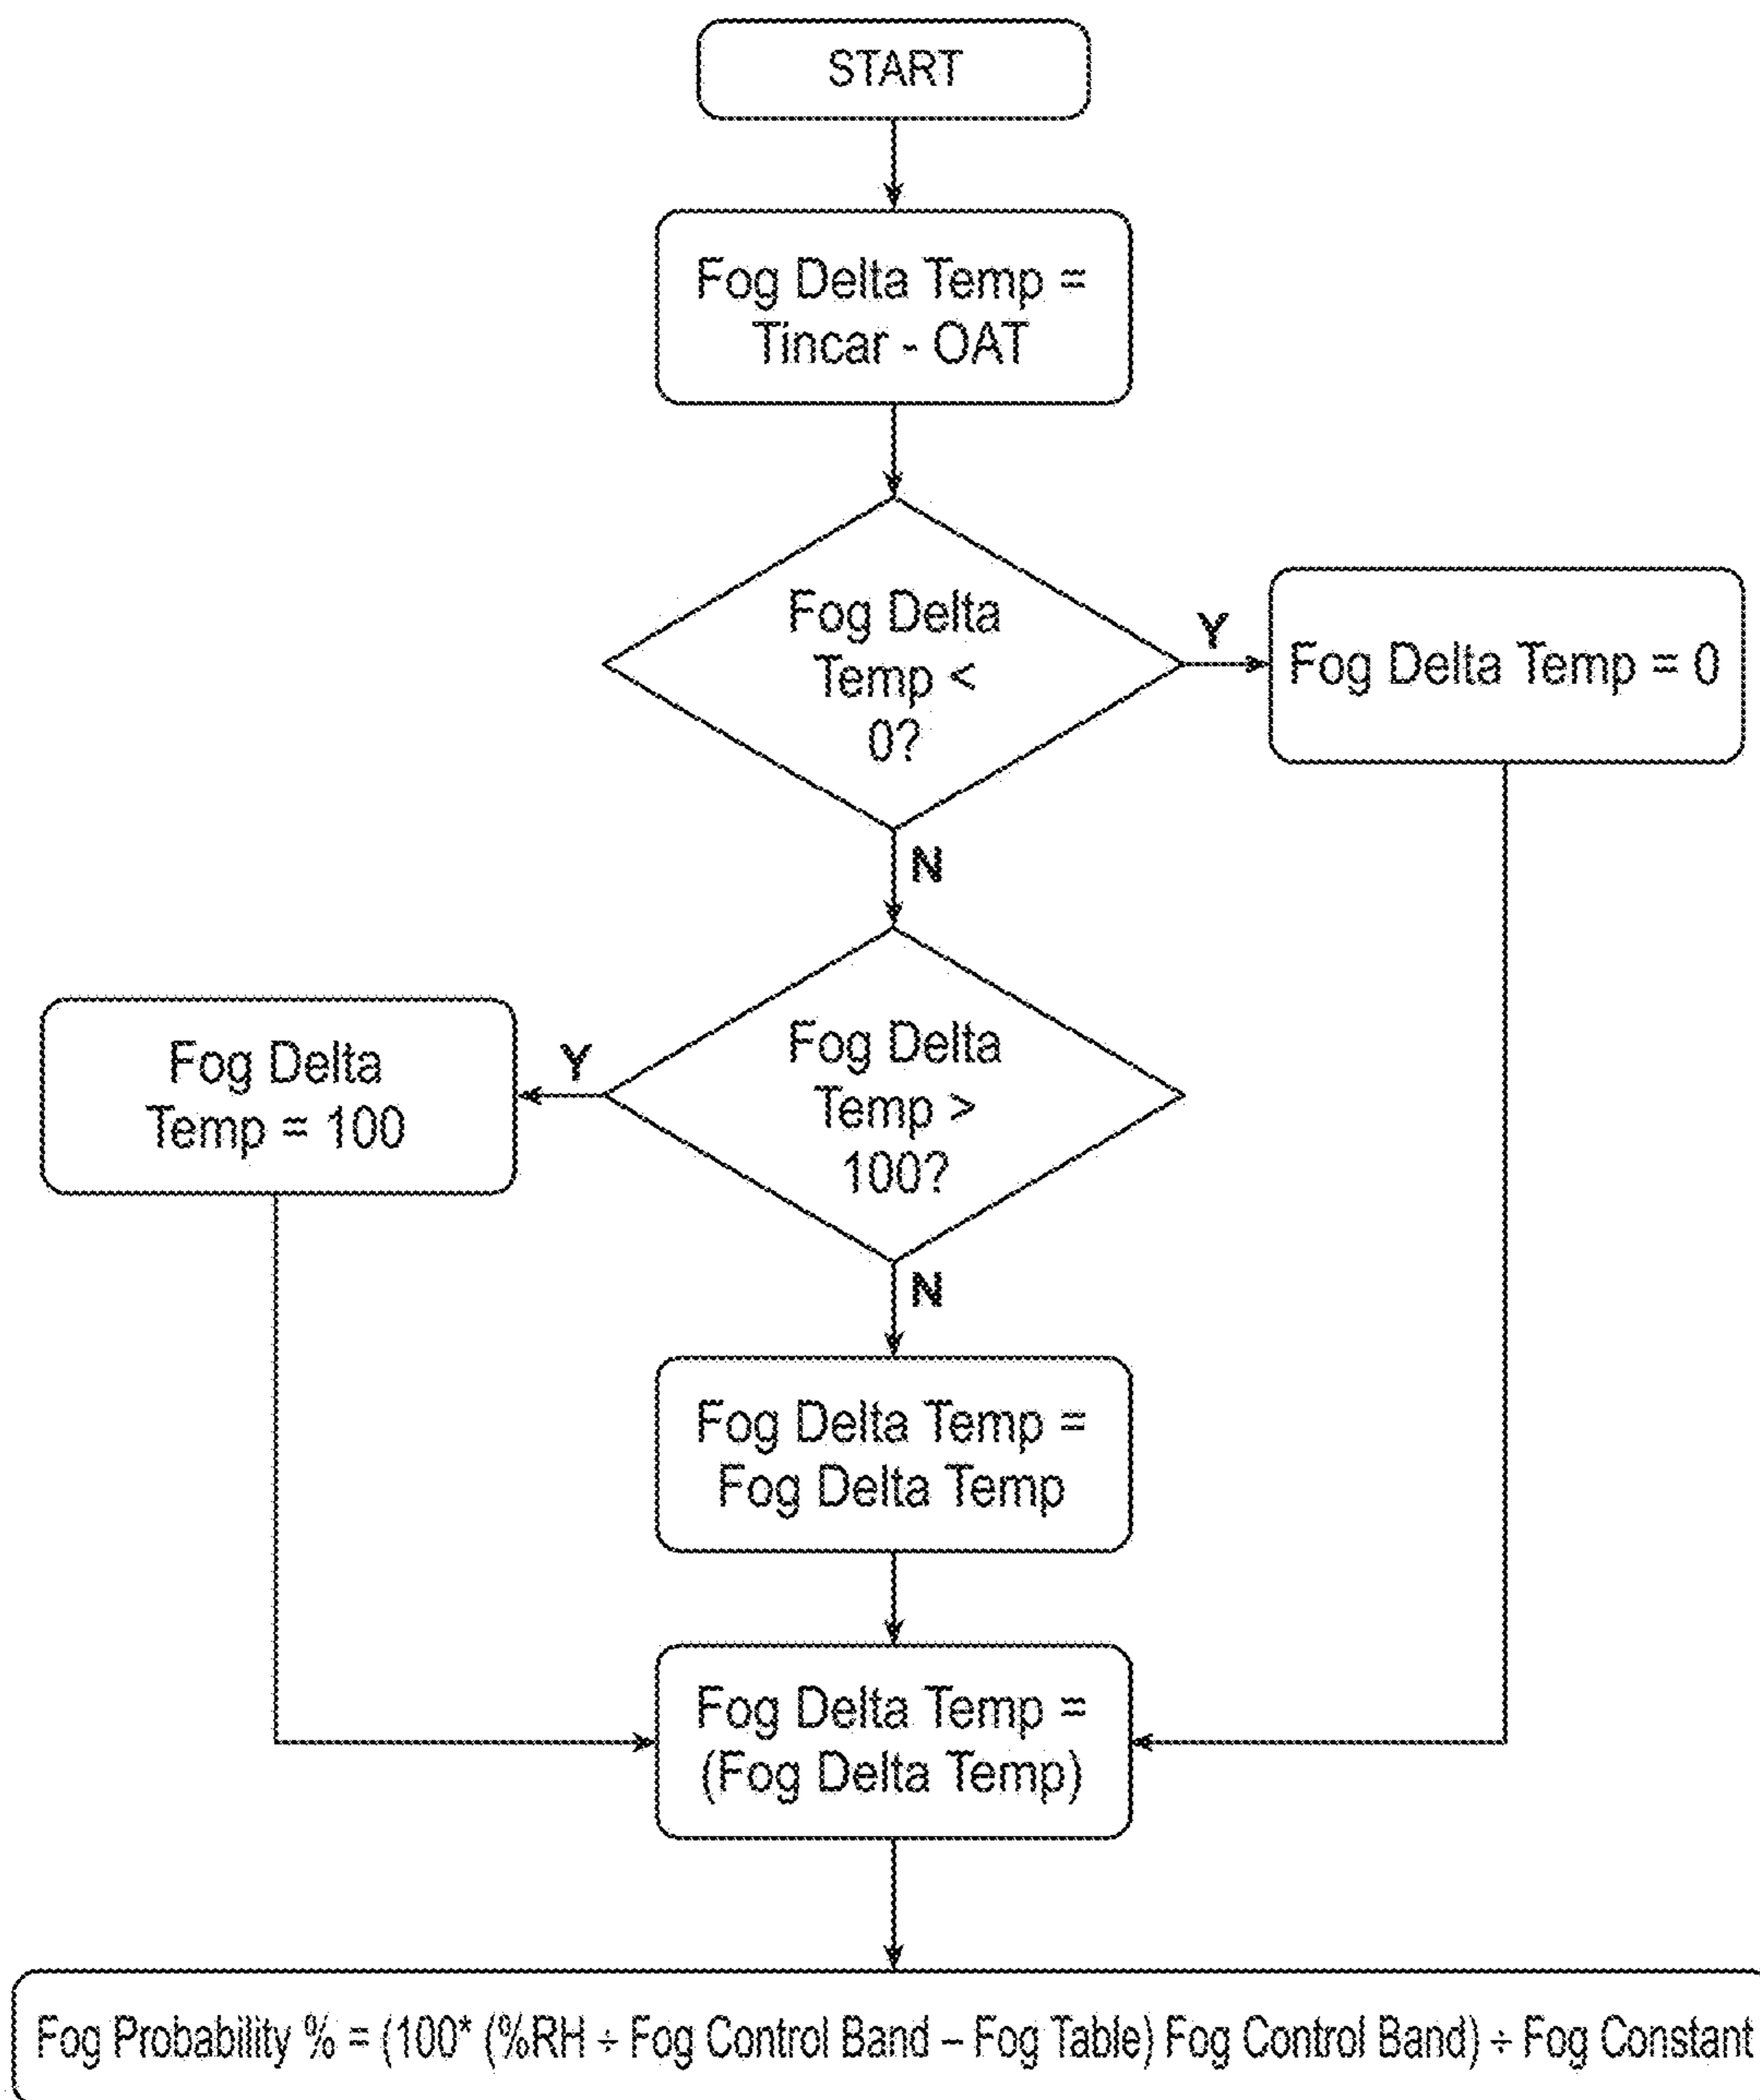 START
Fog Delta Temp =
Tincar - OAT
Fog Delta
Temp <
0?
Y
Fog Delta Temp = 0
N
Fog Delta
Temp >
100?
Y
Fog Delta
Temp = 100
N
Fog Delta Temp =
Fog Delta Temp
Fog Delta Temp =
(Fog Delta Temp)
Fog Probability % = (100* (%RH ÷ Fog Control Band – Fog Table) Fog Control Band) ÷ Fog Constant